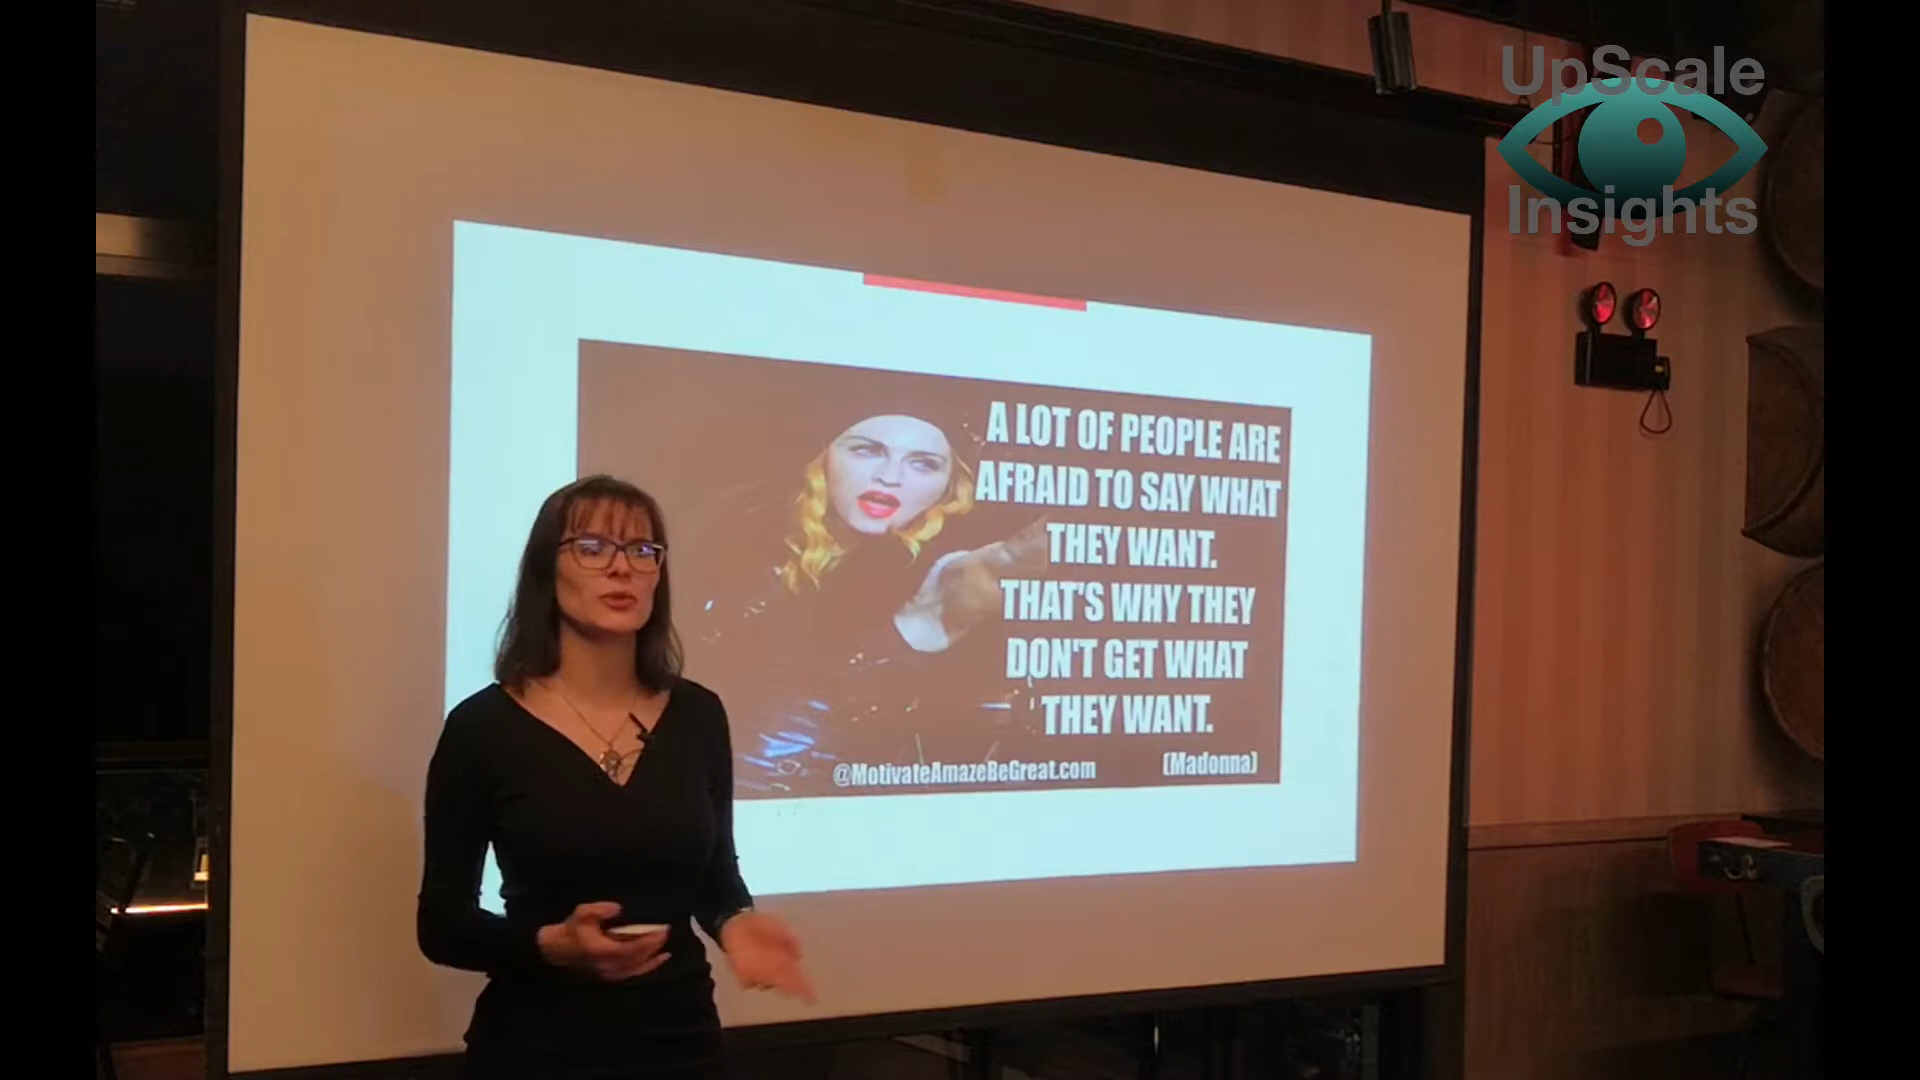 UpScale
Insights
A LOT OF PEOPLE ARE
AFRAID TO SAY WHAT
THEY WANT.
THAT'S WHY THEY
DON'T GET WHAT
THEY WANT.
@MotivateAmazeBeGreat.com
(Madonna)